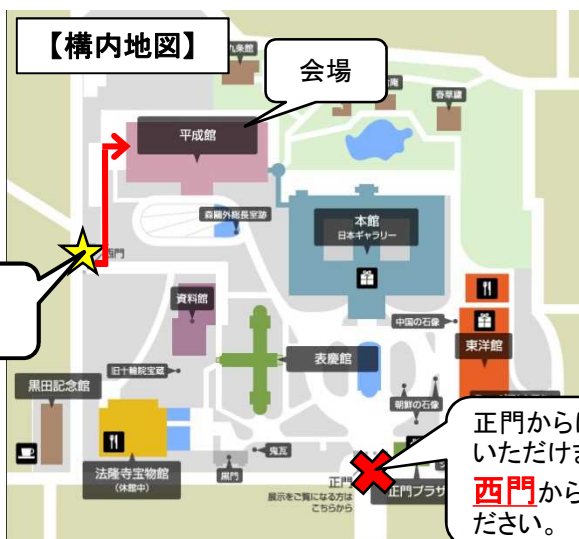 【構内地図】
九条館
会場
春草廬
平成館
森鷗外総長室跡
本館
日本ギャラリー
西門
資料館
中国の石像
東洋館
表慶館
旧十輪院宝蔵
黒田記念館
朝鮮の石像
法隆寺宝物館
（休館中）
黒門
鬼瓦
正門
展示をご覧になる方は
こちらから
正門プラザ
正門から
いただけま
西門から
ださい。